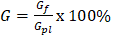 G = G_f / G_pl x 100%